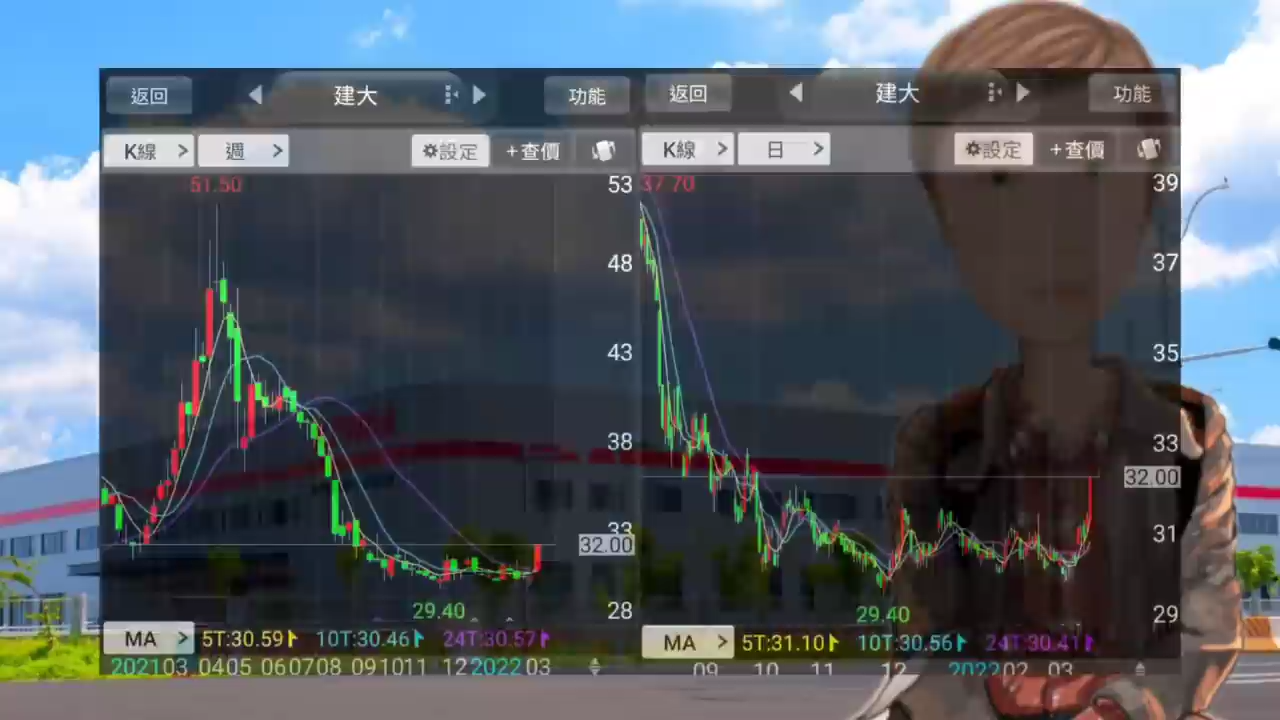 返回 建大 功能
K線 > 週 > 設定 +查價
51.50
53
48
43
38
33
32.00
29.40
28
MA > 5T:30.59 10T:30.46 24T:30.57
202103 0405 060708 091011 12 2022 03
返回 建大 功能
K線 > 日 > 設定 +查價
37.70
39
37
35
33
32.00
31
29.40
29
MA > 5T:31.10 10T:30.56 24T:30.41
09 10 11 12 2022 02 03